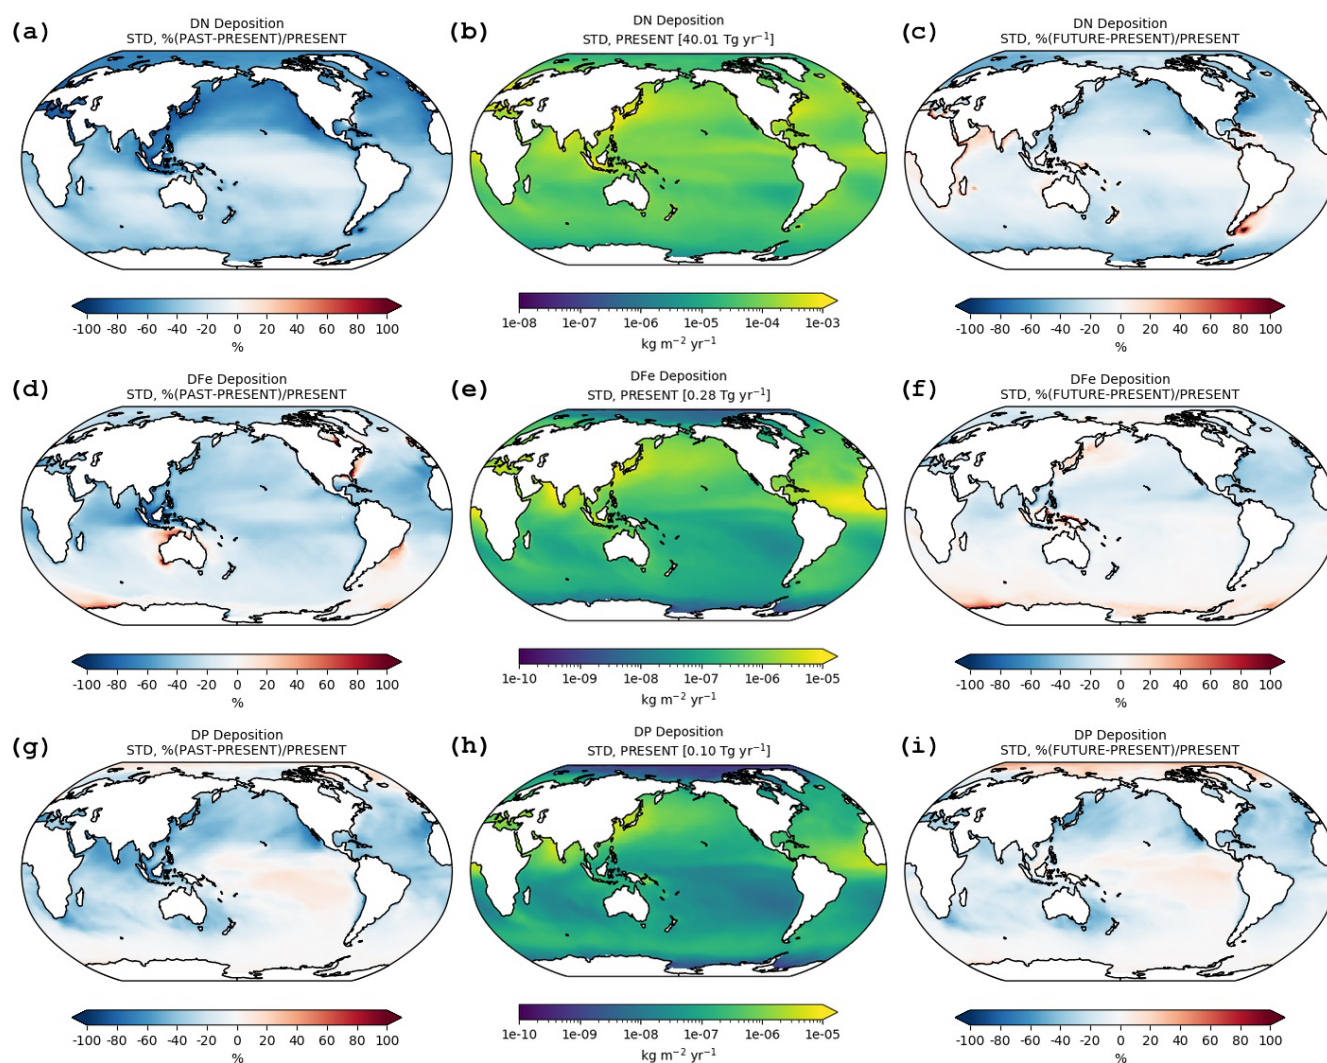 (a)
DN Deposition
STD, %(PAST-PRESENT)/PRESENT
-100 -80 -60 -40 -20 0 20 40 60 80 100
%
(b)
DN Deposition
STD, PRESENT [40.01 Tg yr⁻¹]
1e-08 1e-07 1e-06 1e-05 1e-04 1e-03
kg m⁻² yr⁻¹
(c)
DN Deposition
STD, %(FUTURE-PRESENT)/PRESENT
-100 -80 -60 -40 -20 0 20 40 60 80 100
%
(d)
DFe Deposition
STD, %(PAST-PRESENT)/PRESENT
-100 -80 -60 -40 -20 0 20 40 60 80 100
%
(e)
DFe Deposition
STD, PRESENT [0.28 Tg yr⁻¹]
1e-10 1e-09 1e-08 1e-07 1e-06 1e-05
kg m⁻² yr⁻¹
(f)
DFe Deposition
STD, %(FUTURE-PRESENT)/PRESENT
-100 -80 -60 -40 -20 0 20 40 60 80 100
%
(g)
DP Deposition
STD, %(PAST-PRESENT)/PRESENT
-100 -80 -60 -40 -20 0 20 40 60 80 100
%
(h)
DP Deposition
STD, PRESENT [0.10 Tg yr⁻¹]
1e-10 1e-09 1e-08 1e-07 1e-06 1e-05
kg m⁻² yr⁻¹
(i)
DP Deposition
STD, %(FUTURE-PRESENT)/PRESENT
-100 -80 -60 -40 -20 0 20 40 60 80 100
%